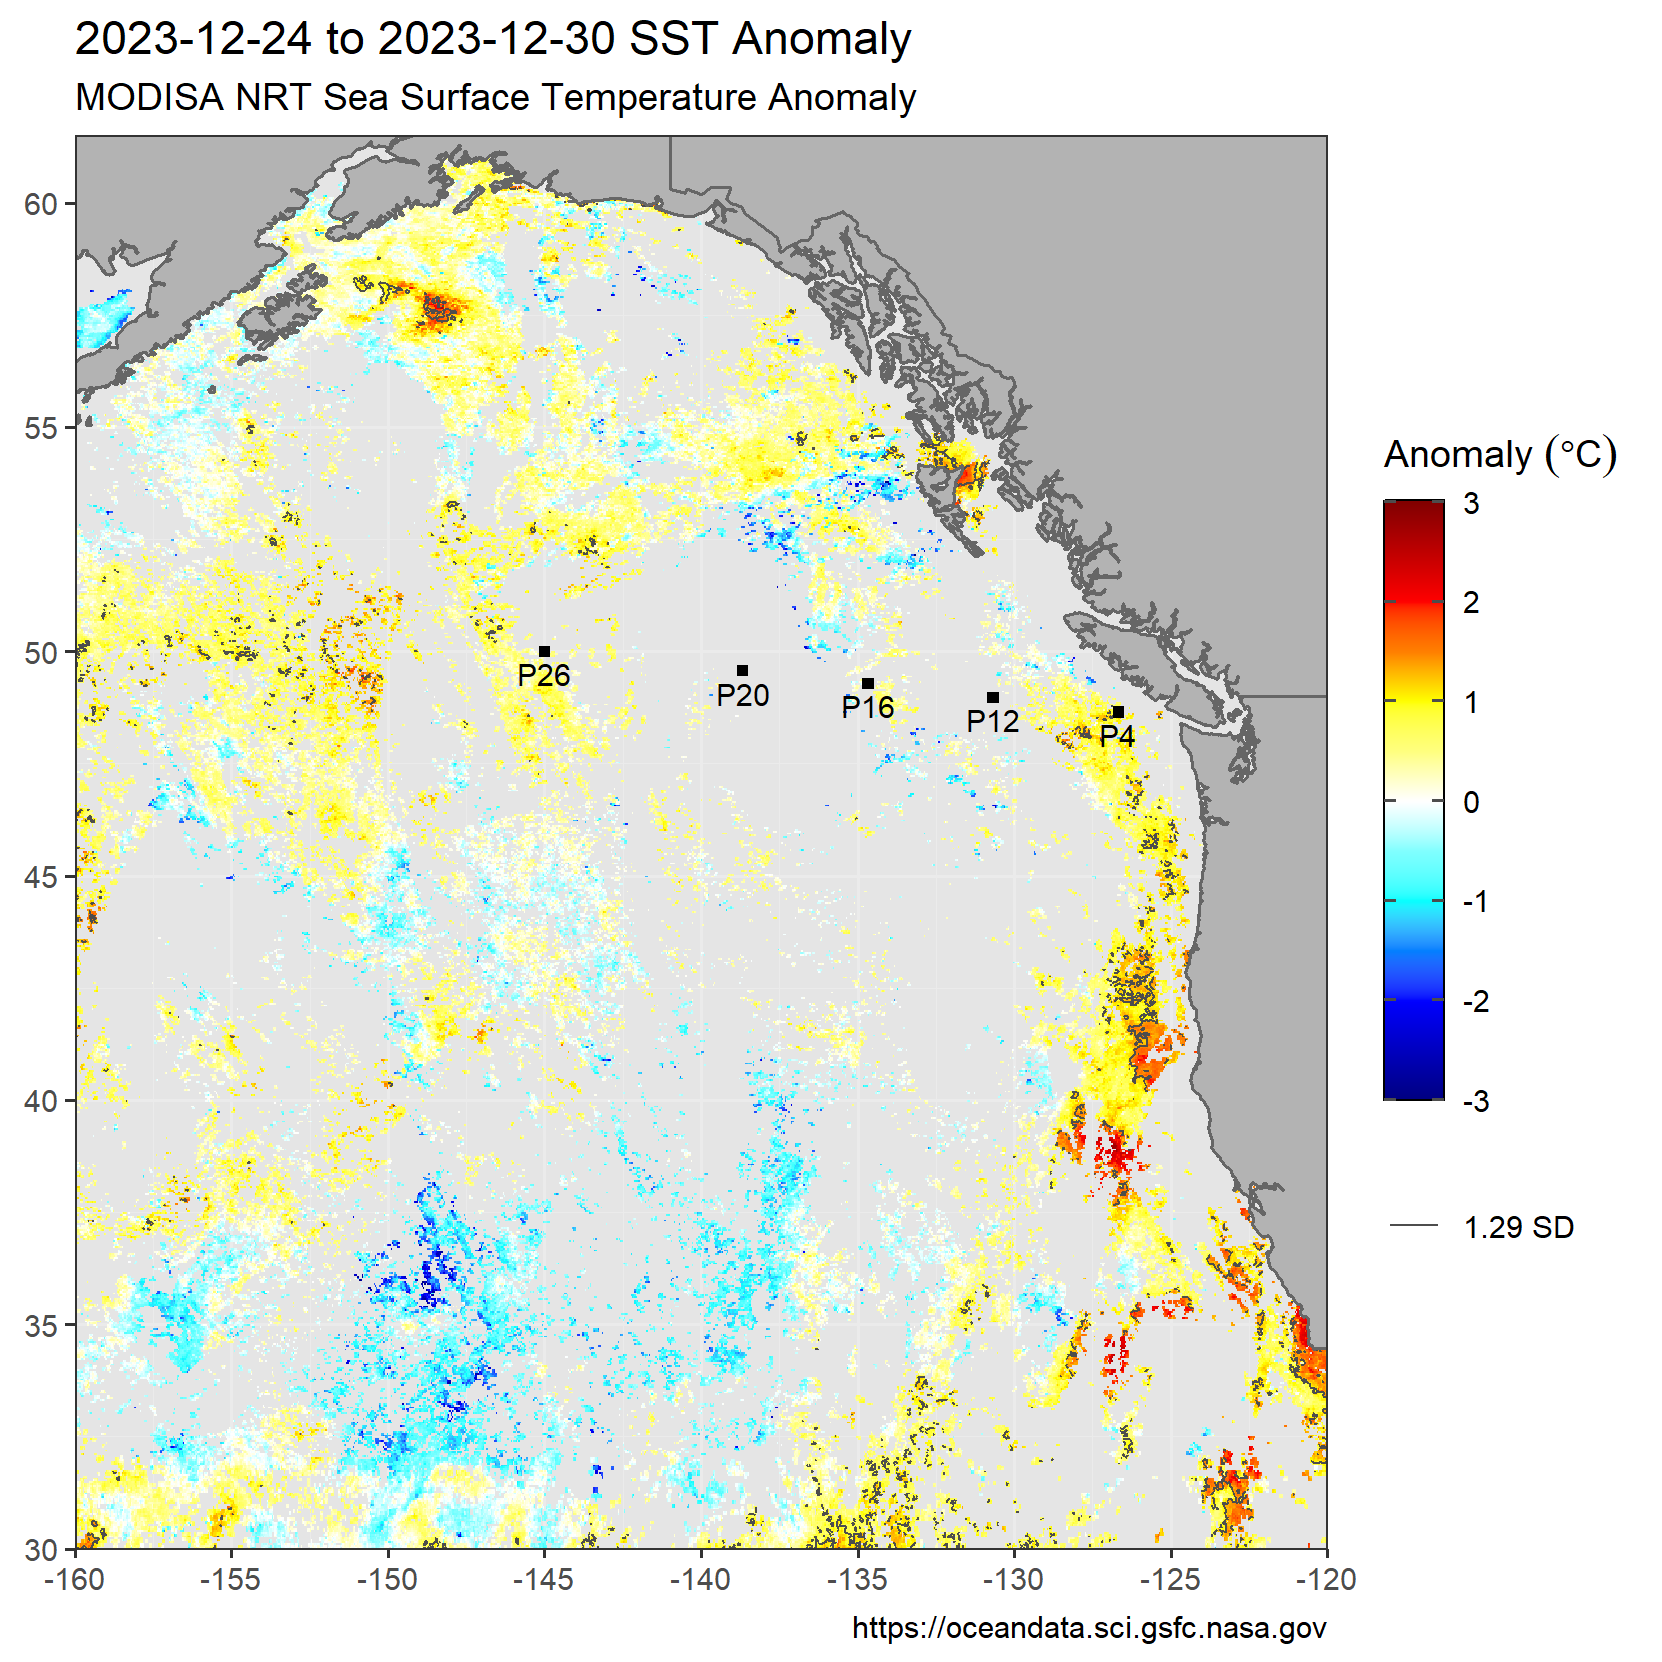 2023-12-24 to 2023-12-30 SST Anomaly
MODISA NRT Sea Surface Temperature Anomaly
60
55
50
45
40
35
30
-160
-155
-150
-145
-140
-135
-130
-125
-120
P26
P20
P16
P12
P4
Anomaly (°C)
3
2
1
0
-1
-2
-3
1.29 SD
https://oceandata.sci.gsfc.nasa.gov